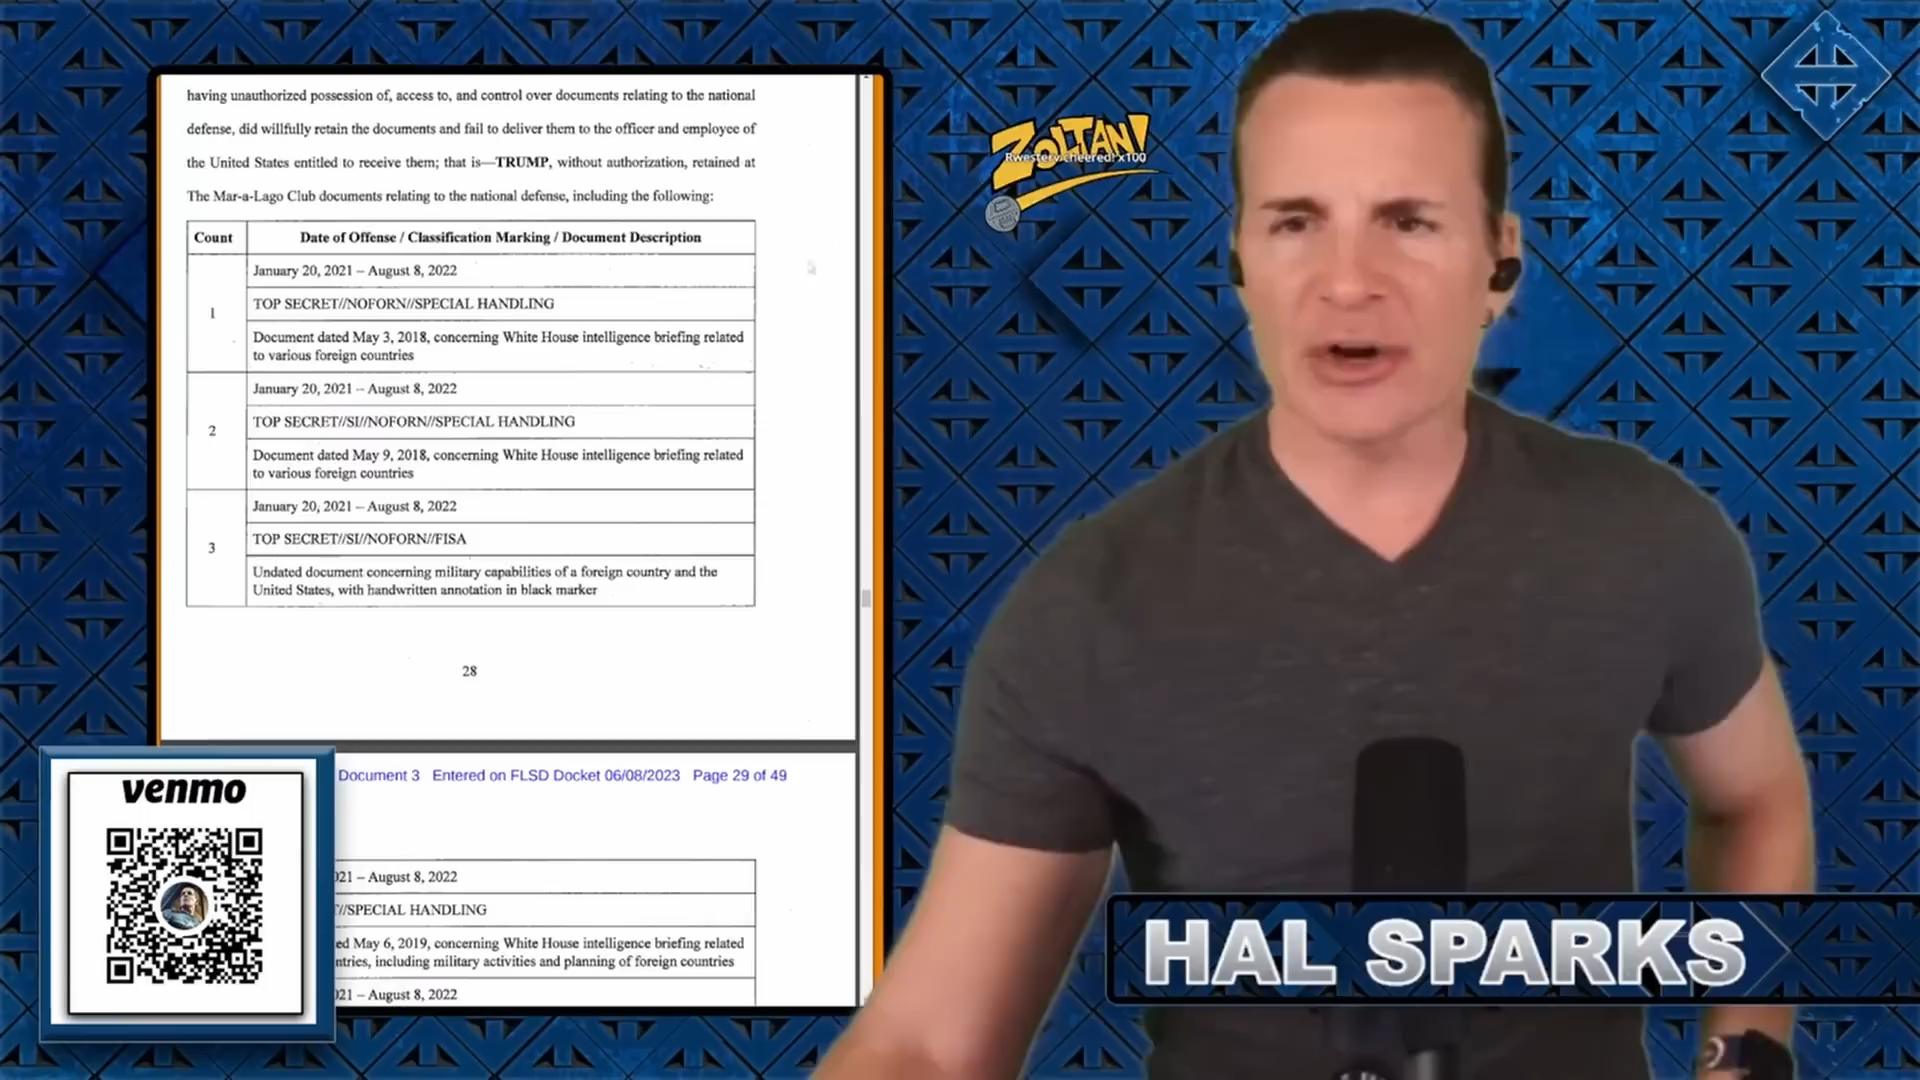 having unauthorized possession of, access to, and control over documents relating to the national
defense, did willfully retain the documents and fail to deliver them to the officer and employee of
the United States entitled to receive them; that is—TRUMP, without authorization, retained at
The Mar-a-Lago Club documents relating to the national defense, including the following:
Count Date of Offense / Classification Marking / Document Description
January 20, 2021 – August 8, 2022
1
TOP SECRET//NOFORN//SPECIAL HANDLING
Document dated May 3, 2018, concerning White House intelligence briefing related
to various foreign countries
January 20, 2021 – August 8, 2022
2
TOP SECRET//SI//NOFORN//SPECIAL HANDLING
Document dated May 9, 2018, concerning White House intelligence briefing related
to various foreign countries
January 20, 2021 – August 8, 2022
3
TOP SECRET//SI//NOFORN//FISA
Undated document concerning military capabilities of a foreign country and the
United States, with handwritten annotation in black marker
28
Document 3 Entered on FLSD Docket 06/08/2023 Page 29 of 49
21 – August 8, 2022
//SPECIAL HANDLING
ed May 6, 2019, concerning White House intelligence briefing related
ntries, including military activities and planning of foreign countries
21 – August 8, 2022
venmo
ZOLTAN!
Rwesterv cheered! x100
HAL SPARKS